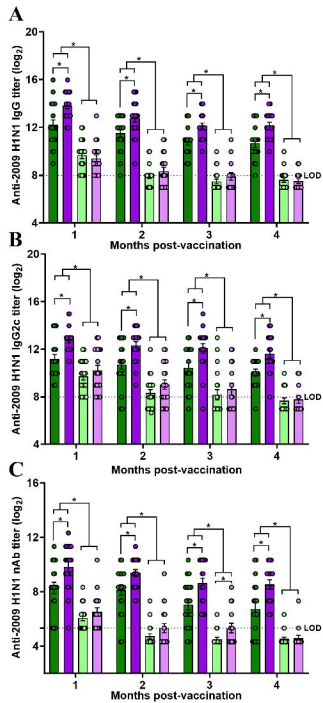 A
Anti-2009 H1N1 IgG titer (log2)
20
16
12
8
4
* * * * * * * *
LOD
1 2 3 4
Months post-vaccination
B
Anti-2009 H1N1 IgG2c titer (log2)
20
16
12
8
4
* * * * * * * *
LOD
1 2 3 4
Months post-vaccination
C
Anti-2009 H1N1 nAb titer (log2)
16
12
8
4
* * * * * * * * *
LOD
1 2 3 4
Months post-vaccination